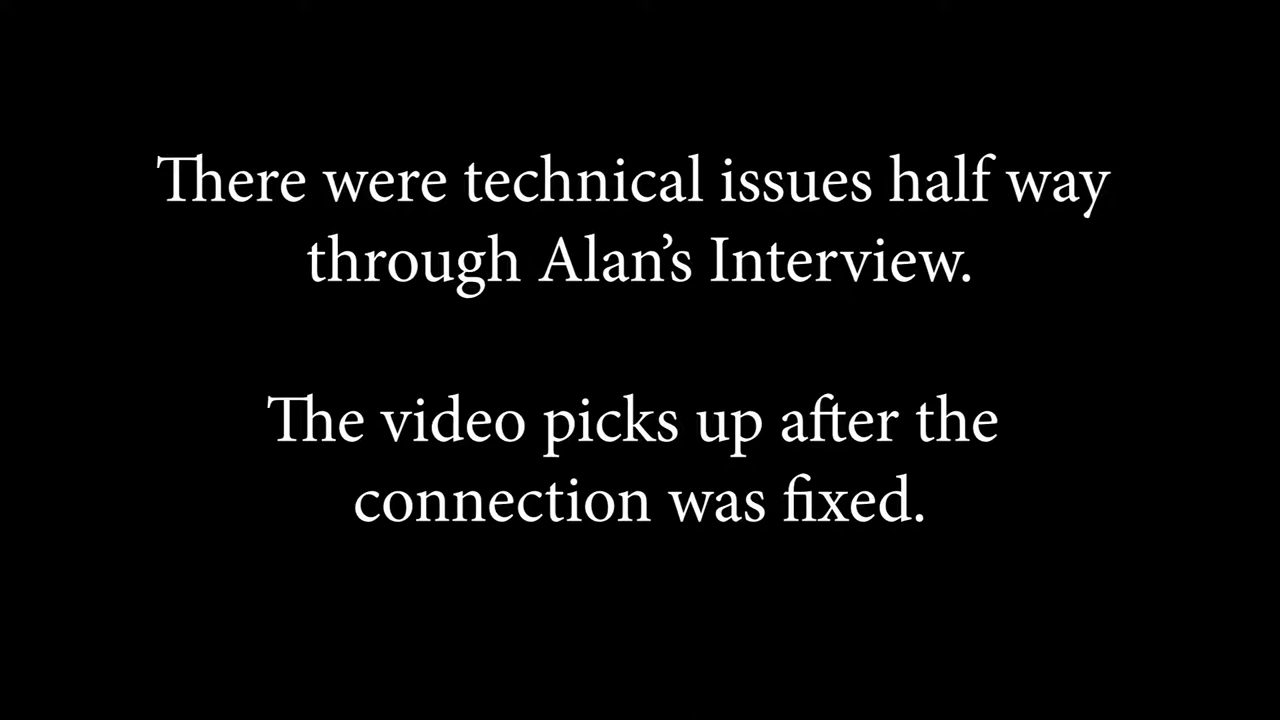 There were technical issues half way
through Alan’s Interview.
The video picks up after the
connection was fixed.